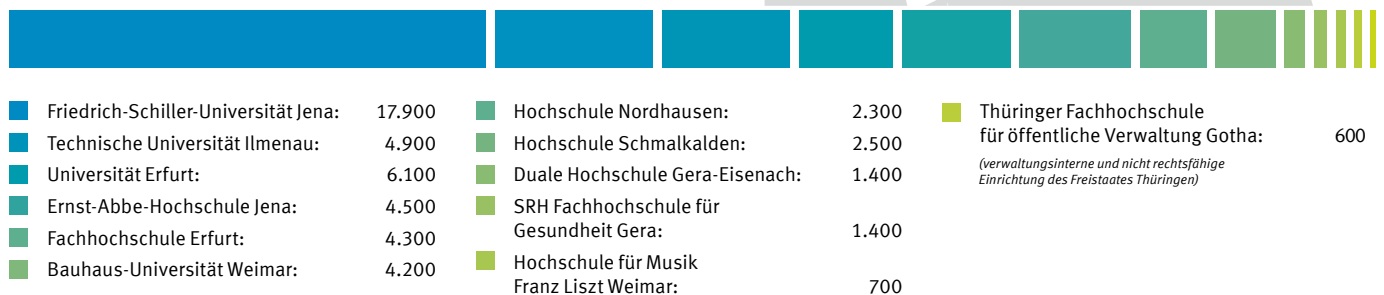 Friedrich-Schiller-Universität Jena: 17.900
Technische Universität Ilmenau: 4.900
Universität Erfurt: 6.100
Ernst-Abbe-Hochschule Jena: 4.500
Fachhochschule Erfurt: 4.300
Bauhaus-Universität Weimar: 4.200
Hochschule Nordhausen: 2.300
Hochschule Schmalkalden: 2.500
Duale Hochschule Gera-Eisenach: 1.400
SRH Fachhochschule für
Gesundheit Gera: 1.400
Hochschule für Musik
Franz Liszt Weimar: 700
Thüringer Fachhochschule
für öffentliche Verwaltung Gotha: 600
(verwaltungsinterne und nicht rechtsfähige
Einrichtung des Freistaates Thüringen)